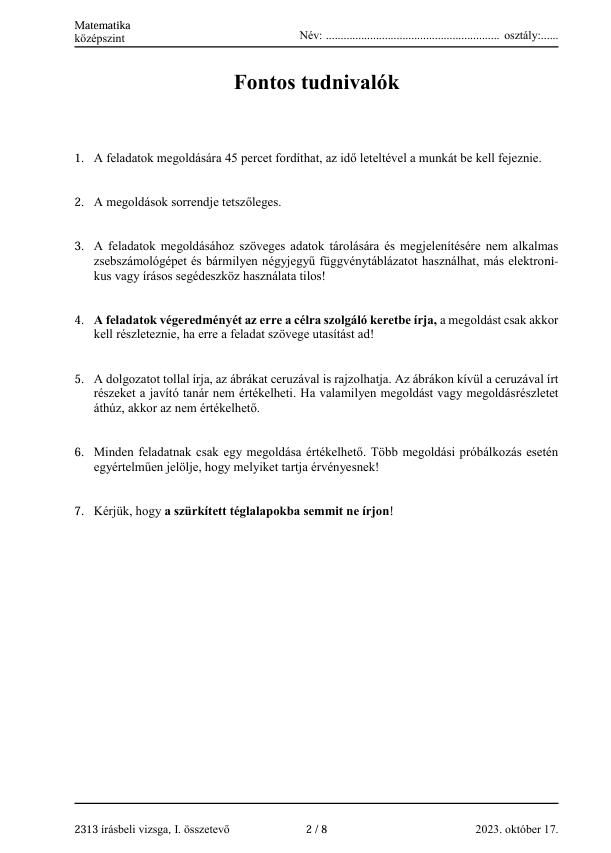 Matematika
középszint
Név: ........................................................... osztály:......
Fontos tudnivalók
1. A feladatok megoldására 45 percet fordíthat, az idő leteltével a munkát be kell fejeznie.
2. A megoldások sorrendje tetszőleges.
3. A feladatok megoldásához szöveges adatok tárolására és megjelenítésére nem alkalmas
zsebszámológépet és bármilyen négyjegyű függvénytáblázatot használhat, más elektroni-
kus vagy írásos segédeszköz használata tilos!
4. A feladatok végeredményét az erre a célra szolgáló keretbe írja, a megoldást csak akkor
kell részleteznie, ha erre a feladat szövege utasítást ad!
5. A dolgozatot tollal írja, az ábrákat ceruzával is rajzolhatja. Az ábrákon kívül a ceruzával írt
részeket a javító tanár nem értékelheti. Ha valamilyen megoldást vagy megoldásrészletet
áthúz, akkor az nem értékelhető.
6. Minden feladatnak csak egy megoldása értékelhető. Több megoldási próbálkozás esetén
egyértelműen jelölje, hogy melyiket tartja érvényesnek!
7. Kérjük, hogy a szürkített téglalapokba semmit ne írjon!
2313 írásbeli vizsga, I. összetevő
2 / 8
2023. október 17.